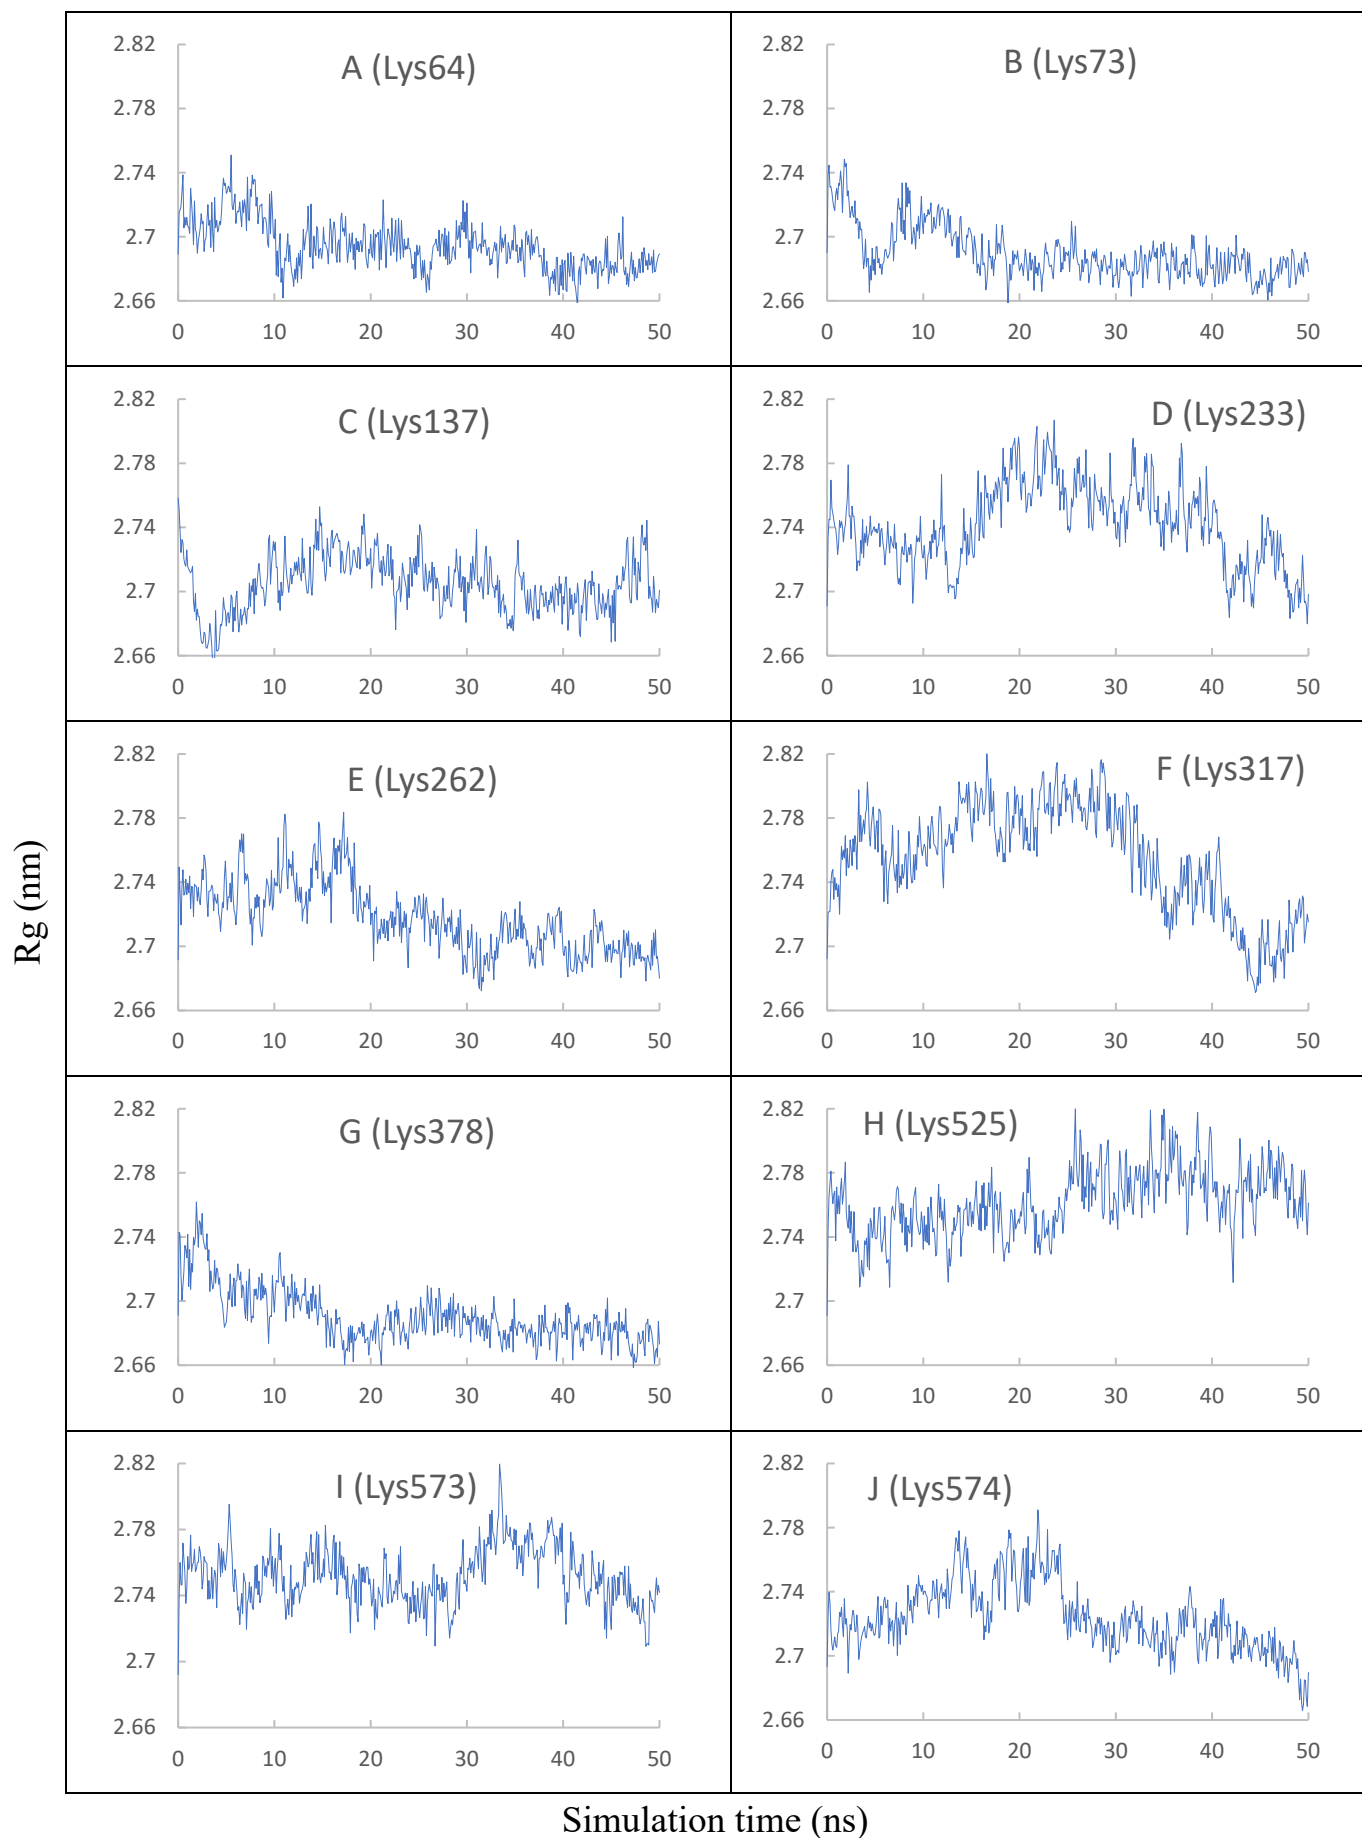 A (Lys64)
2.82
2.78
2.74
2.7
2.66
0 10 20 30 40 50
B (Lys73)
2.82
2.78
2.74
2.7
2.66
0 10 20 30 40 50
C (Lys137)
2.82
2.78
2.74
2.7
2.66
0 10 20 30 40 50
D (Lys233)
2.82
2.78
2.74
2.7
2.66
0 10 20 30 40 50
E (Lys262)
2.82
2.78
2.74
2.7
2.66
0 10 20 30 40 50
F (Lys317)
2.82
2.78
2.74
2.7
2.66
0 10 20 30 40 50
G (Lys378)
2.82
2.78
2.74
2.7
2.66
0 10 20 30 40 50
H (Lys525)
2.82
2.78
2.74
2.7
2.66
0 10 20 30 40 50
I (Lys573)
2.82
2.78
2.74
2.7
2.66
0 10 20 30 40 50
J (Lys574)
2.82
2.78
2.74
2.7
2.66
0 10 20 30 40 50
Rg (nm)
Simulation time (ns)